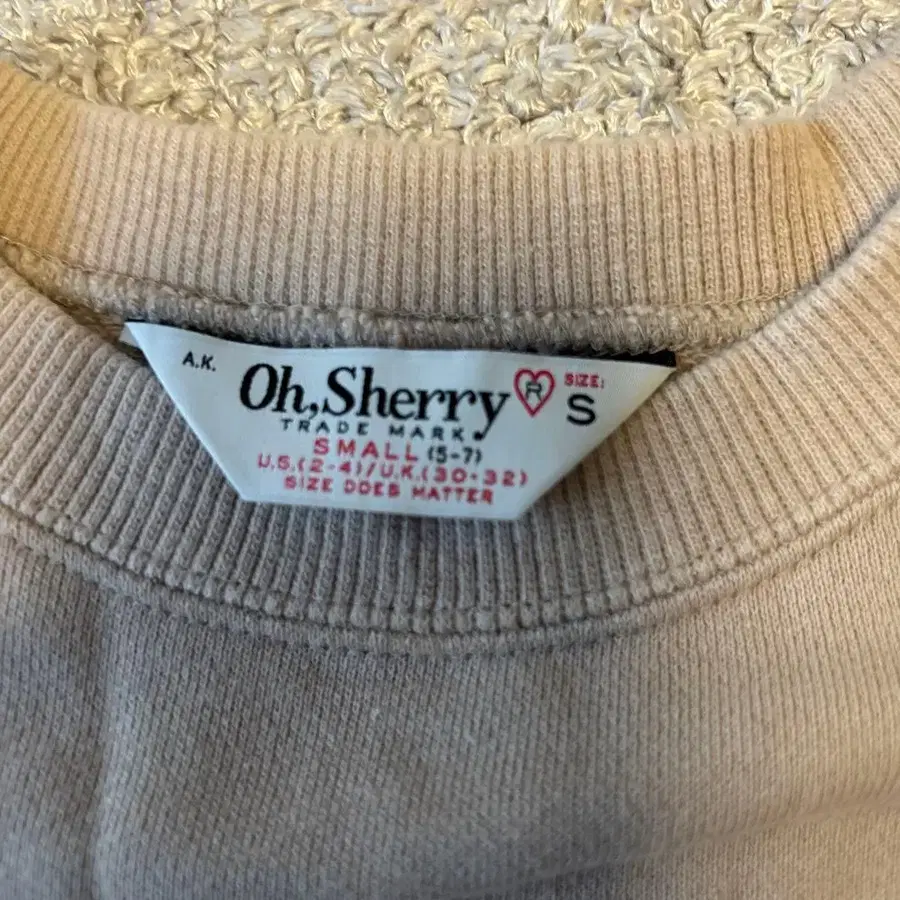 A.K.
Oh,Sherry R
SIZE:
S
TRADE MARK
SMALL (5-7)
U.S.(2-4)/U.K.(30-32)
SIZE DOES MATTER